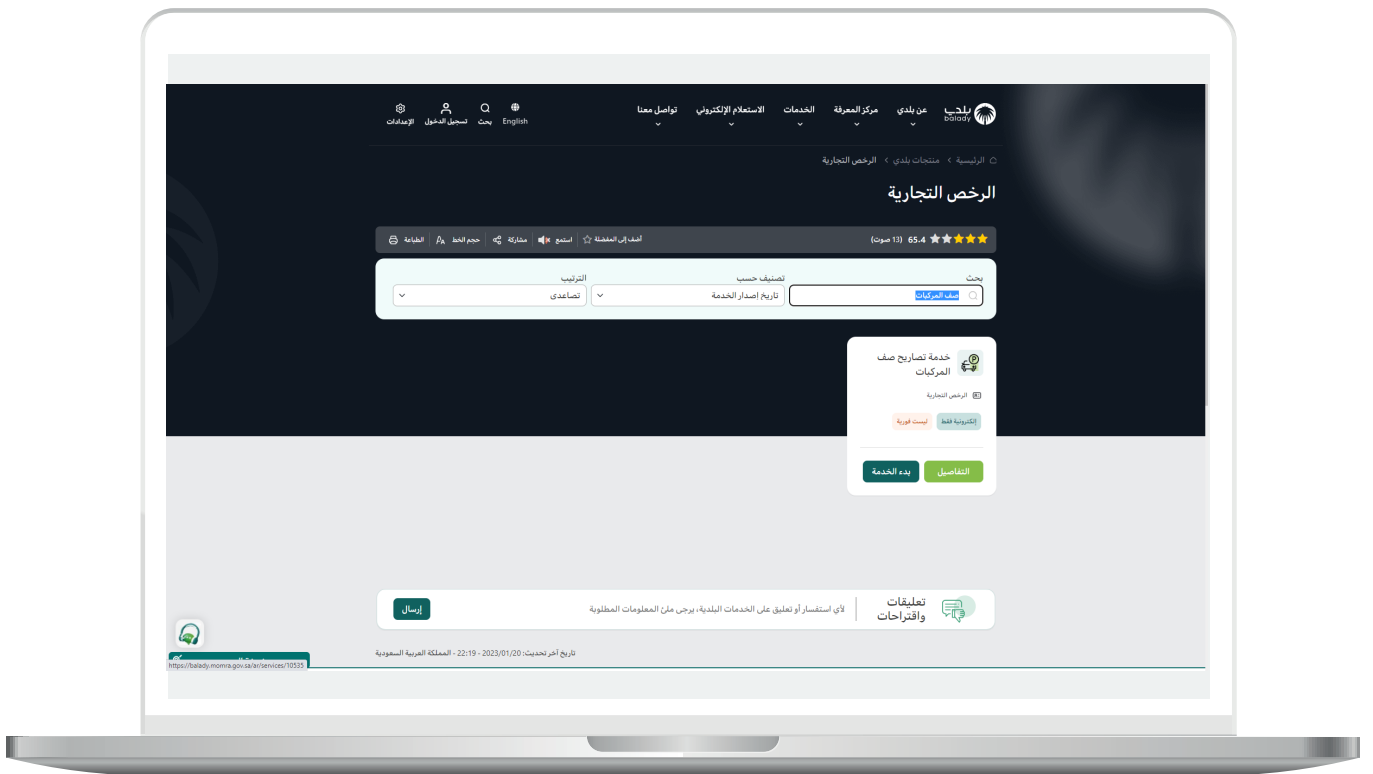 بلدي
balady
عن بلدي
مركز المعرفة
الخدمات
الاستعلام الإلكتروني
تواصل معنا
English
بحث
تسجيل الدخول
الإعدادات
الرئيسية > منتجات بلدي > الرخص التجارية
الرخص التجارية
65.4 (13 صوت)
أضف إلى المفضلة
استمع
مشاركة
حجم الخط
الطباعة
بحث
تصنيف حسب
الترتيب
صف المركبات
تاريخ إصدار الخدمة
تصاعدى
خدمة تصاريح صف
المركبات
الرخص التجارية
إلكترونية فقط
ليست فورية
التفاصيل
بدء الخدمة
تعليقات
واقتراحات
لأي استفسار أو تعليق على الخدمات البلدية، يرجى ملئ المعلومات المطلوبة
إرسال
تاريخ آخر تحديث: 2023/01/20 - 22:19 - المملكة العربية السعودية
https://balady.momra.gov.sa/ar/services/10535